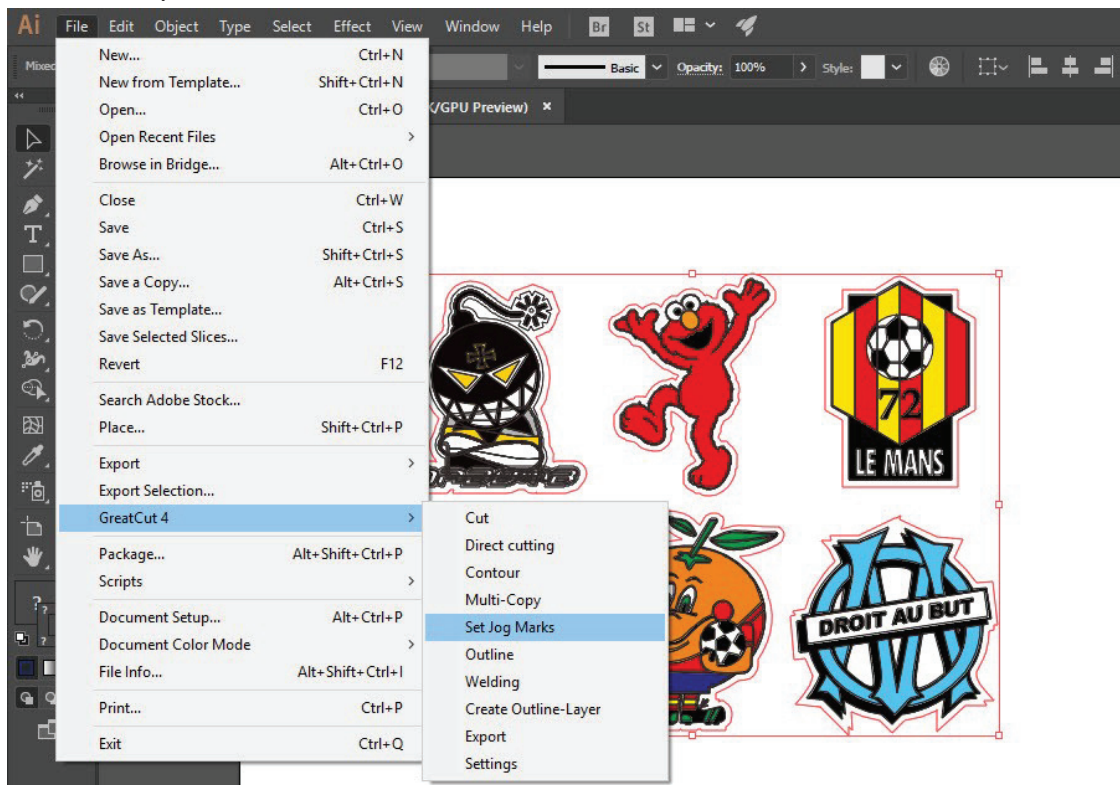 Ai File Edit Object Type Select Effect View Window Help Br St
Mixed Basic Opacity: 100% Style:
K/GPU Preview) ×
New... Ctrl+N
New from Template... Shift+Ctrl+N
Open... Ctrl+O
Open Recent Files
Browse in Bridge... Alt+Ctrl+O
Close Ctrl+W
Save Ctrl+S
Save As... Shift+Ctrl+S
Save a Copy... Alt+Ctrl+S
Save as Template...
Save Selected Slices...
Revert F12
Search Adobe Stock...
Place... Shift+Ctrl+P
Export
Export Selection...
GreatCut 4
Package... Alt+Shift+Ctrl+P
Scripts
Document Setup... Alt+Ctrl+P
Document Color Mode
File Info... Alt+Shift+Ctrl+I
Print... Ctrl+P
Exit Ctrl+Q
Cut
Direct cutting
Contour
Multi-Copy
Set Jog Marks
Outline
Welding
Create Outline-Layer
Export
Settings
72
LE MANS
DROIT AU BUT